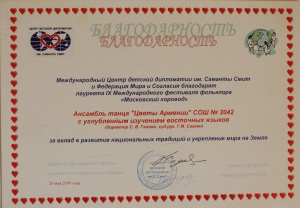 БЛАГОДАРНОСТЬ
БЛАГОДАРНОСТЬ
Международный Центр детской дипломатии им. Саманты Смит
и Федерация Мира и Согласия благодарят
лауреата IX Международного фестиваля фольклора
«Московский хоровод»
Ансамбль танца "Цветы Армении" СОШ № 2042
с углубленным изучением восточных языков
за вклад в развитие национальных традиций и укрепление мира на Земле